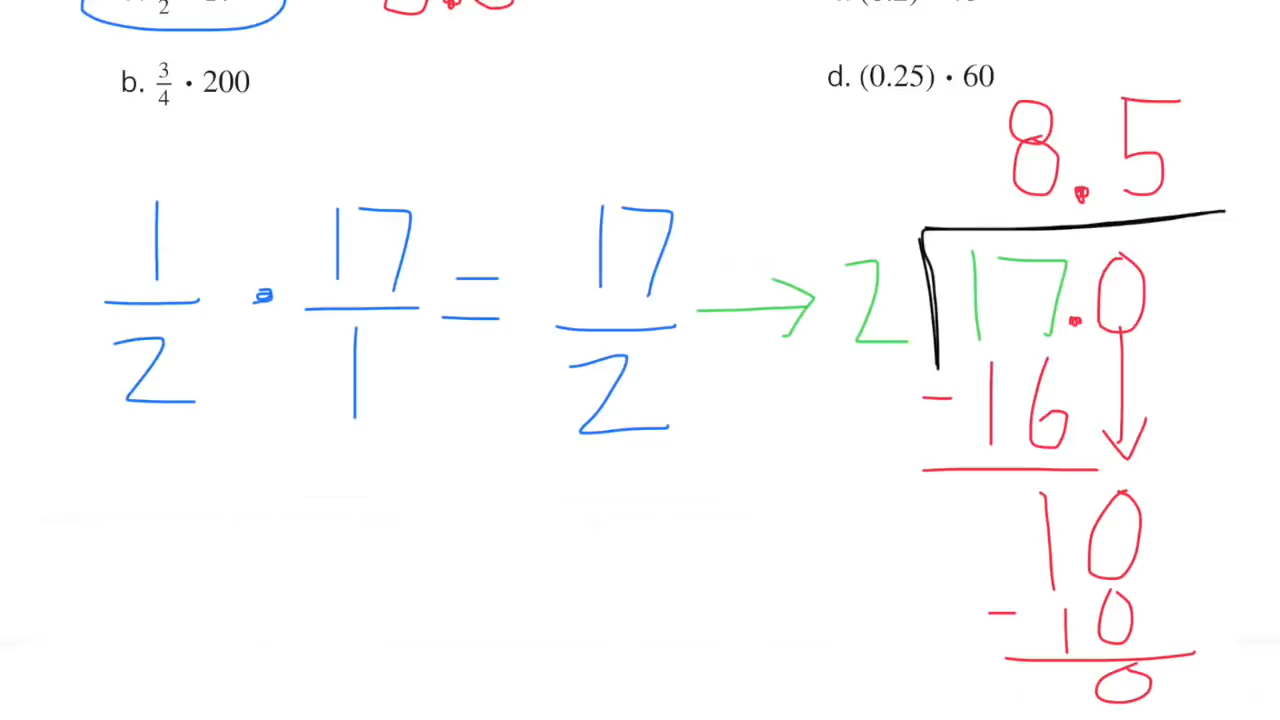 b. 3/4 • 200
d. (0.25) • 60
8.5
1/2 • 17/1 = 17/2 → 2 17.0
- 16
10
- 10
0